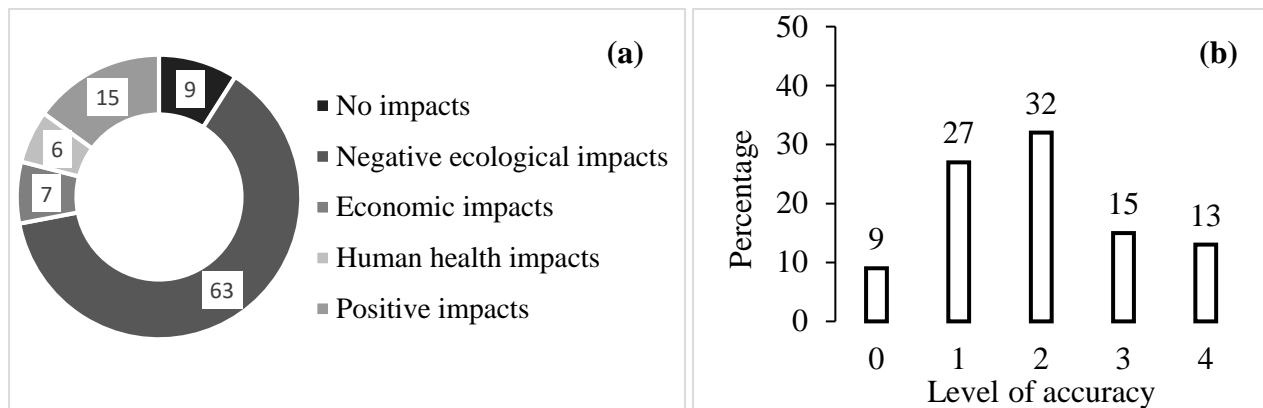 (a)
9
15
6
7
63
No impacts
Negative ecological impacts
Economic impacts
Human health impacts
Positive impacts
(b)
Percentage
50
40
30
20
10
0
9
27
32
15
13
0 1 2 3 4
Level of accuracy